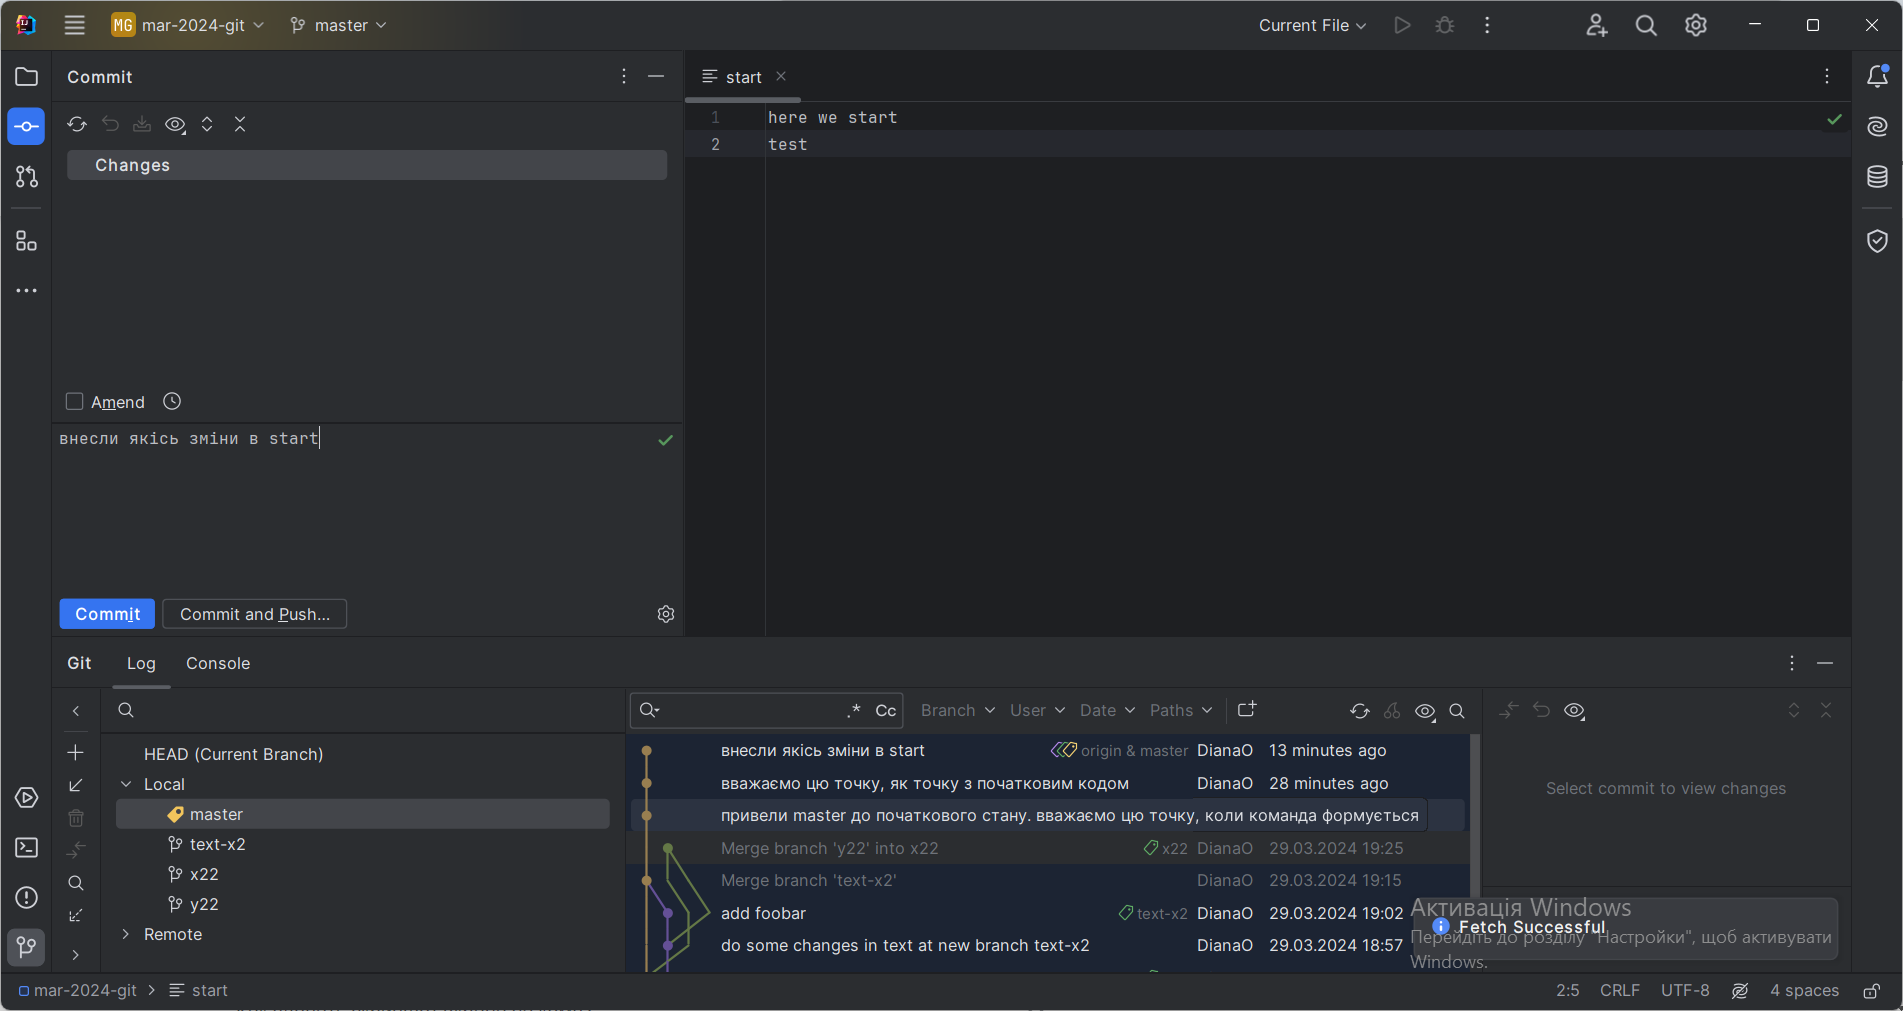 MG mar-2024-git master Current File
Commit
start
Changes
1 here we start
2 test
Amend
внесли якісь зміни в start
Commit Commit and Push...
Git Log Console
.* Cc Branch User Date Paths
HEAD (Current Branch)
Local
master
text-x2
x22
y22
Remote
внесли якісь зміни в start origin & master DianaO 13 minutes ago
вважаємо цю точку, як точку з початковим кодом DianaO 28 minutes ago
привели master до початкового стану. вважаємо цю точку, коли команда формується
Merge branch 'y22' into x22 x22 DianaO 29.03.2024 19:25
Merge branch 'text-x2' DianaO 29.03.2024 19:15
add foobar text-x2 DianaO 29.03.2024 19:02
do some changes in text at new branch text-x2 DianaO 29.03.2024 18:57
Select commit to view changes
Активація Windows
Fetch Successful
Перейдіть до розділу "Настройки", щоб активувати
Windows.
mar-2024-git > start
2:5 CRLF UTF-8 4 spaces